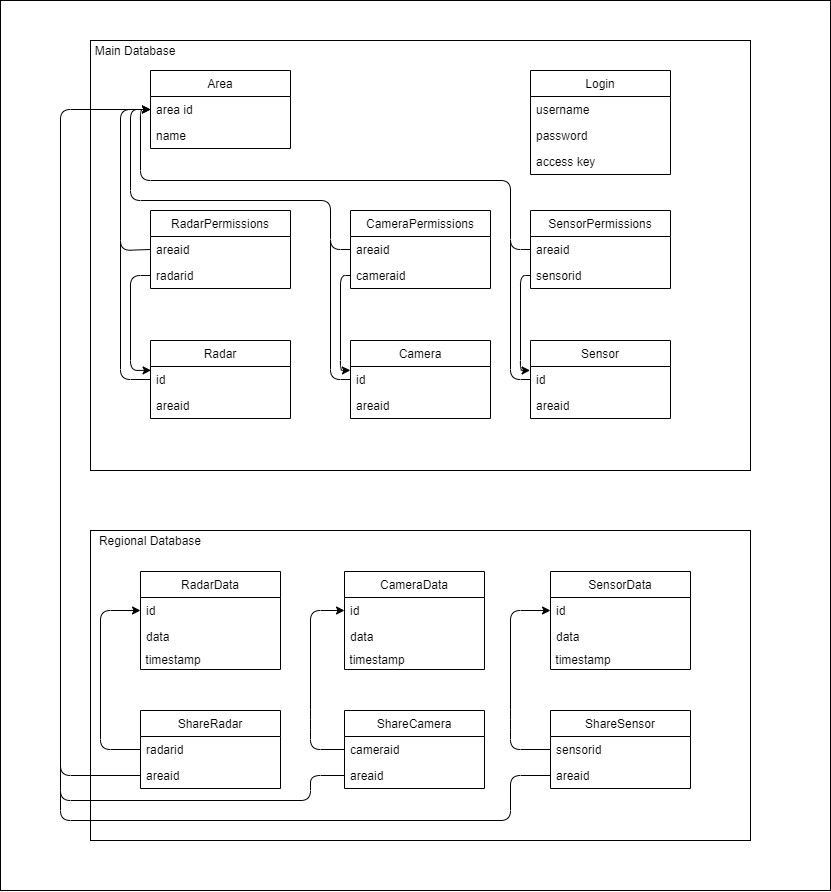 Main Database
Area
area id
name
Login
username
password
access key
RadarPermissions
areaid
radarid
CameraPermissions
areaid
cameraid
SensorPermissions
areaid
sensorid
Radar
id
areaid
Camera
id
areaid
Sensor
id
areaid
Regional Database
RadarData
id
data
timestamp
CameraData
id
data
timestamp
SensorData
id
data
timestamp
ShareRadar
radarid
areaid
ShareCamera
cameraid
areaid
ShareSensor
sensorid
areaid